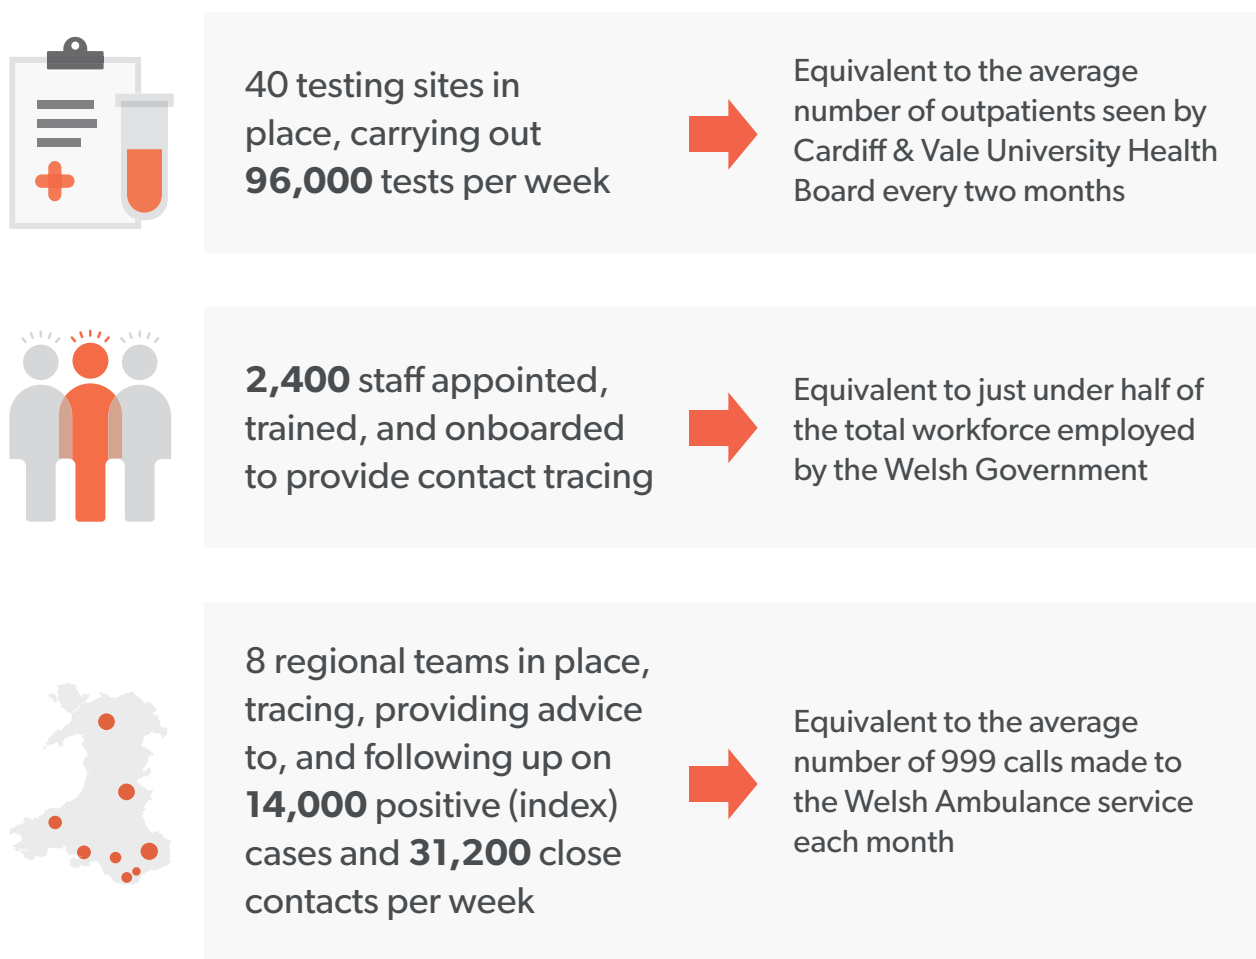 40 testing sites in
place, carrying out
96,000 tests per week
Equivalent to the average
number of outpatients seen by
Cardiff & Vale University Health
Board every two months
2,400 staff appointed,
trained, and onboarded
to provide contact tracing
Equivalent to just under half of
the total workforce employed
by the Welsh Government
8 regional teams in place,
tracing, providing advice
to, and following up on
14,000 positive (index)
cases and 31,200 close
contacts per week
Equivalent to the average
number of 999 calls made to
the Welsh Ambulance service
each month